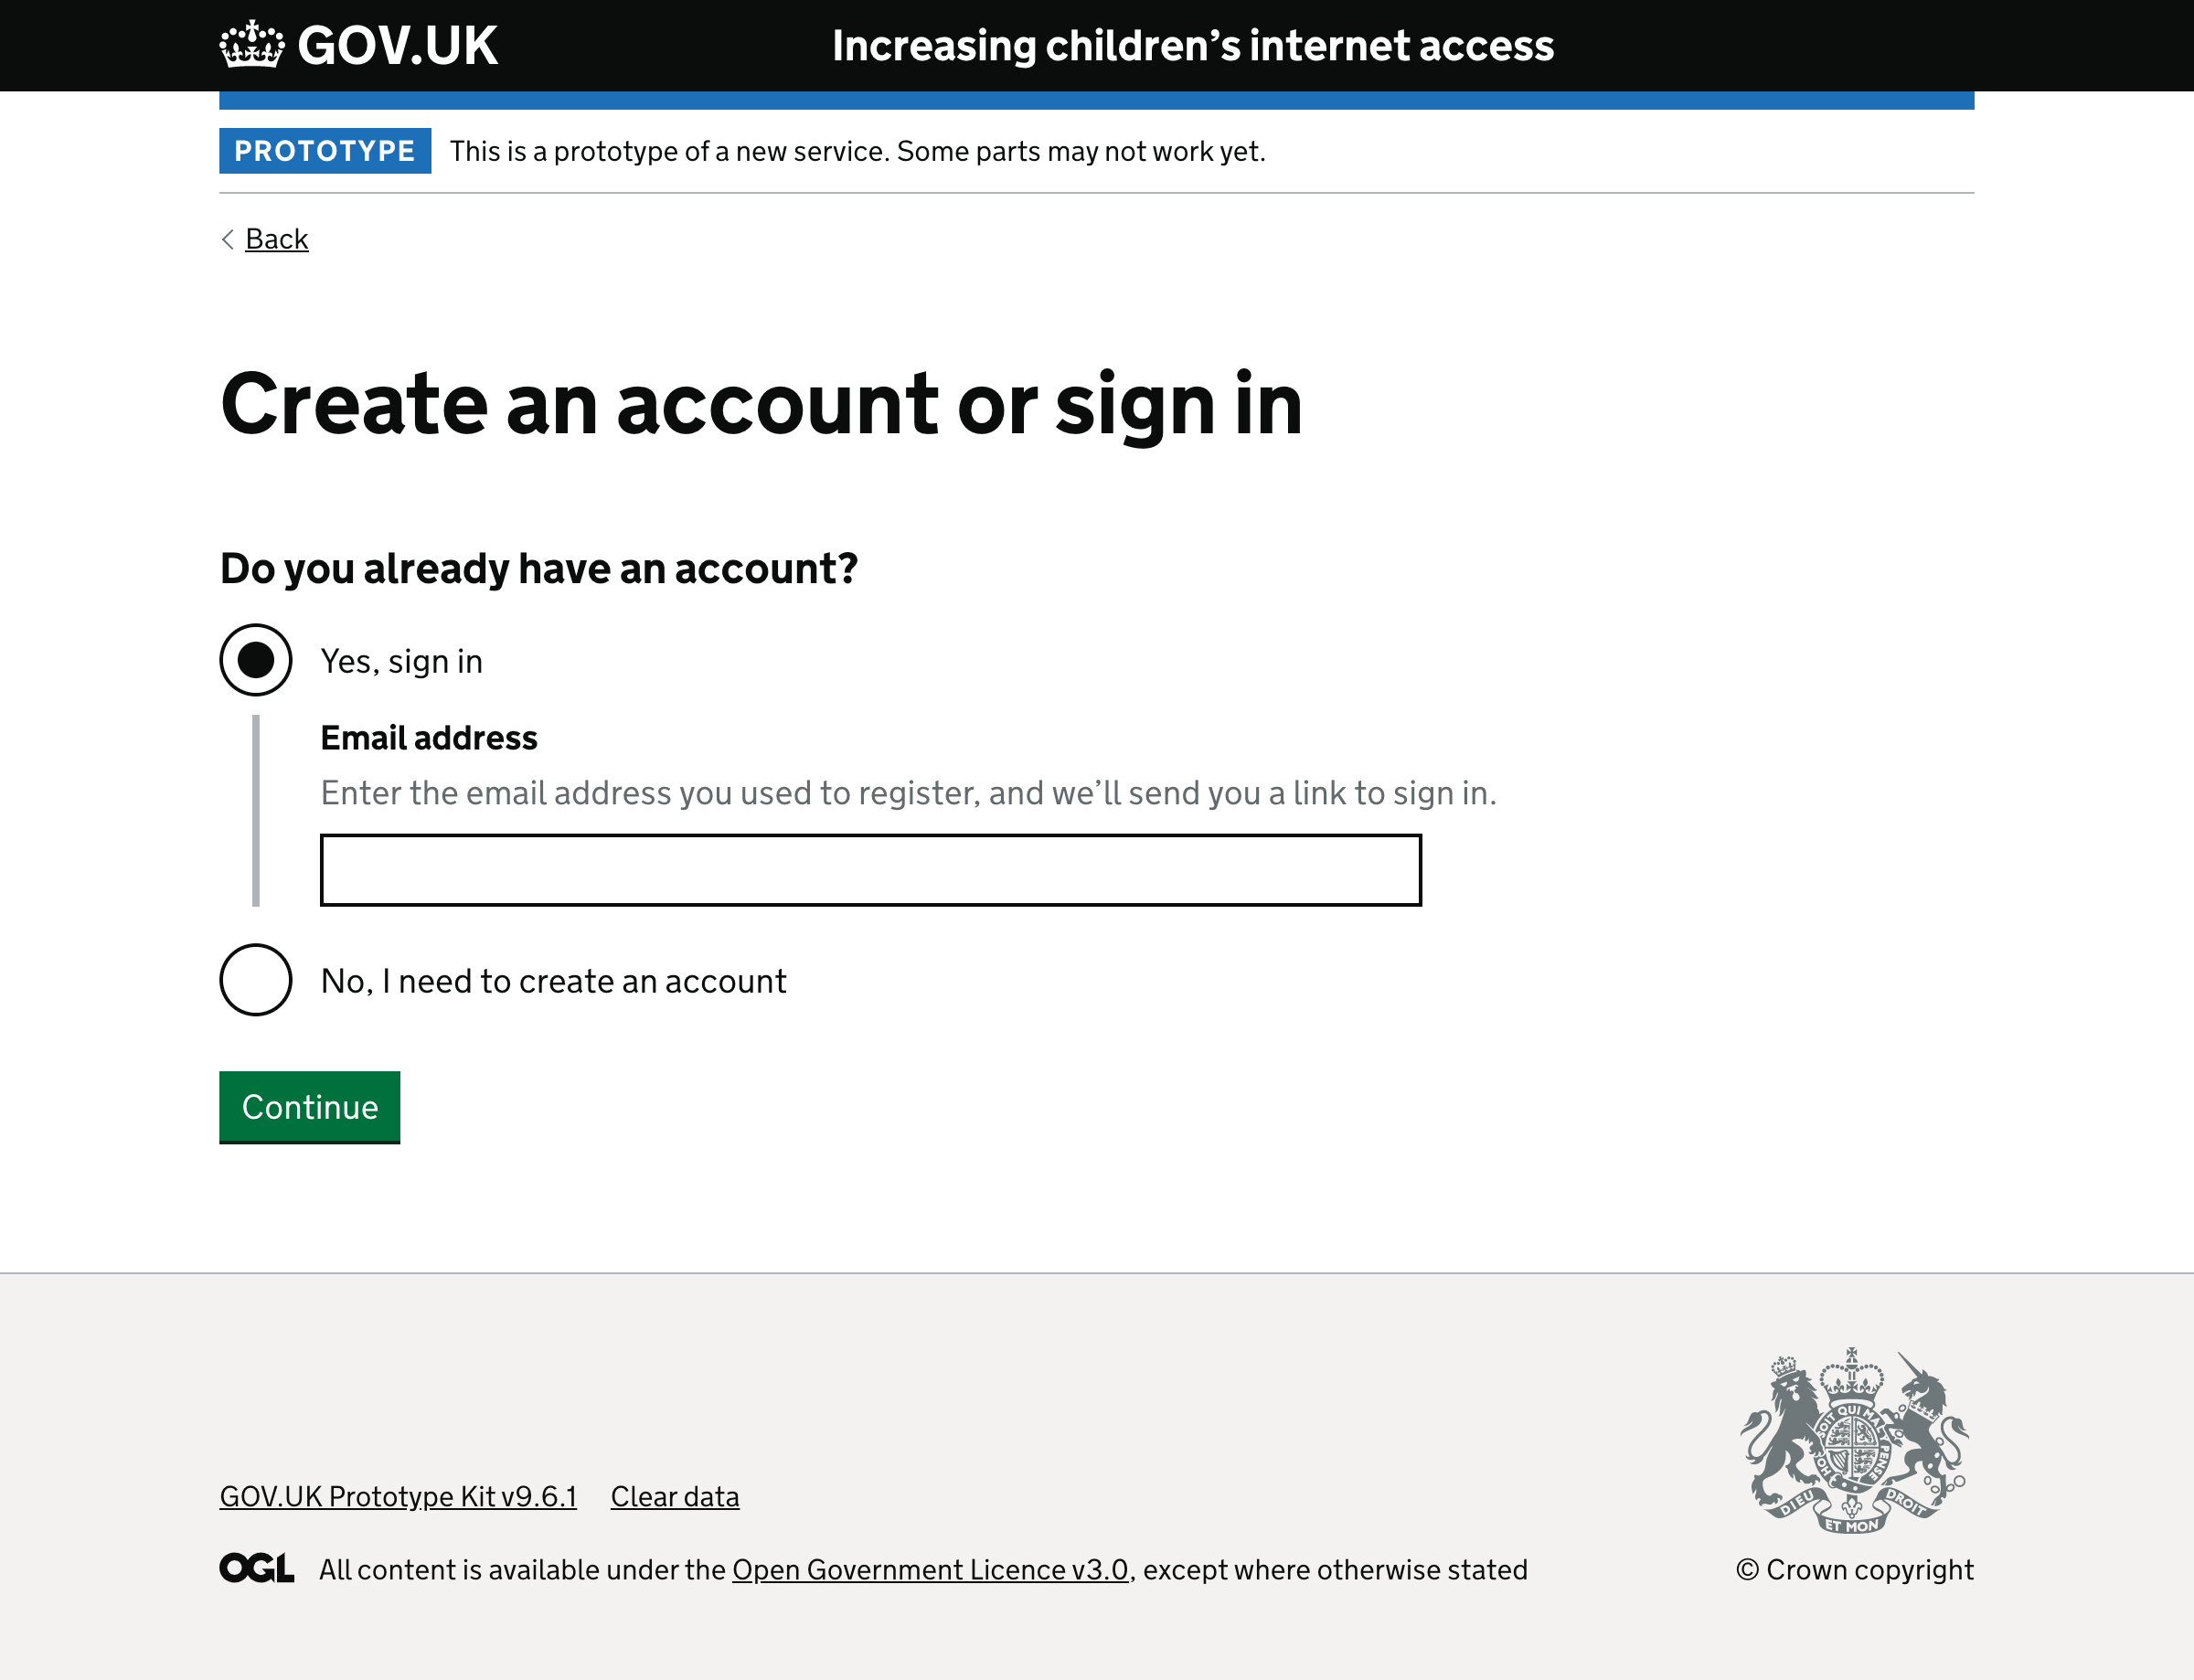 GOV.UK
Increasing children’s internet access
PROTOTYPE
This is a prototype of a new service. Some parts may not work yet.
Back
Create an account or sign in
Do you already have an account?
Yes, sign in
Email address
Enter the email address you used to register, and we’ll send you a link to sign in.
No, I need to create an account
Continue
GOV.UK Prototype Kit v9.6.1
Clear data
OGL
All content is available under the Open Government Licence v3.0, except where otherwise stated
SOIT QUI MAL
PENSE
HON
DIEU
ET MON
DROIT
© Crown copyright